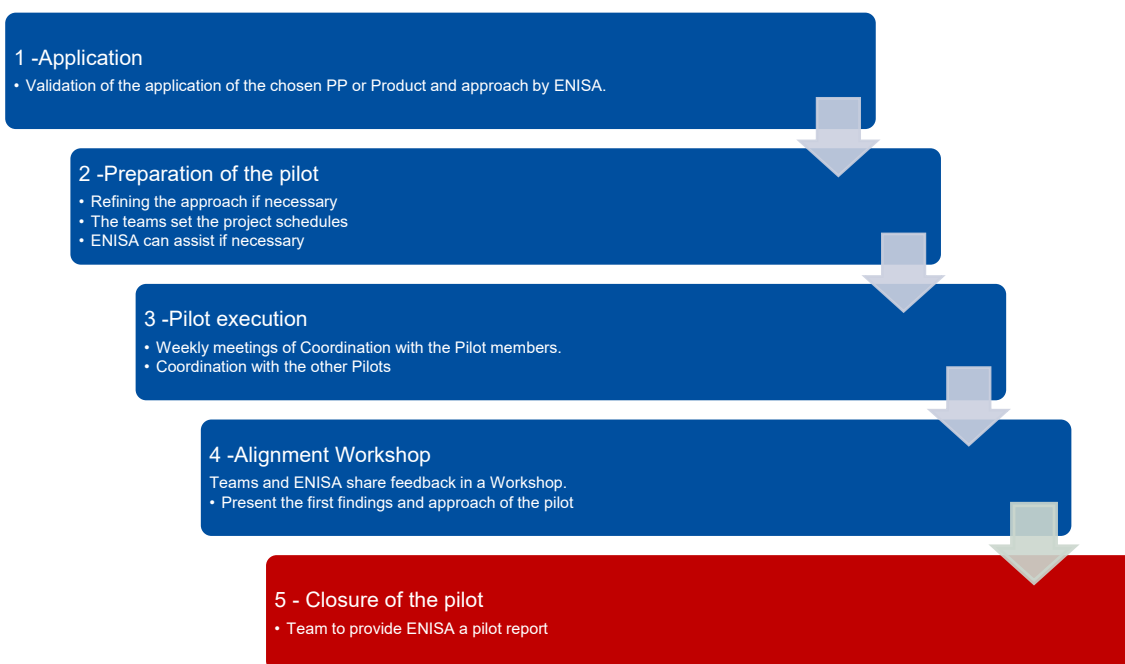 1 -Application
• Validation of the application of the chosen PP or Product and approach by ENISA.
2 -Preparation of the pilot
• Refining the approach if necessary
• The teams set the project schedules
• ENISA can assist if necessary
3 -Pilot execution
• Weekly meetings of Coordination with the Pilot members.
• Coordination with the other Pilots
4 -Alignment Workshop
Teams and ENISA share feedback in a Workshop.
• Present the first findings and approach of the pilot
5 - Closure of the pilot
• Team to provide ENISA a pilot report